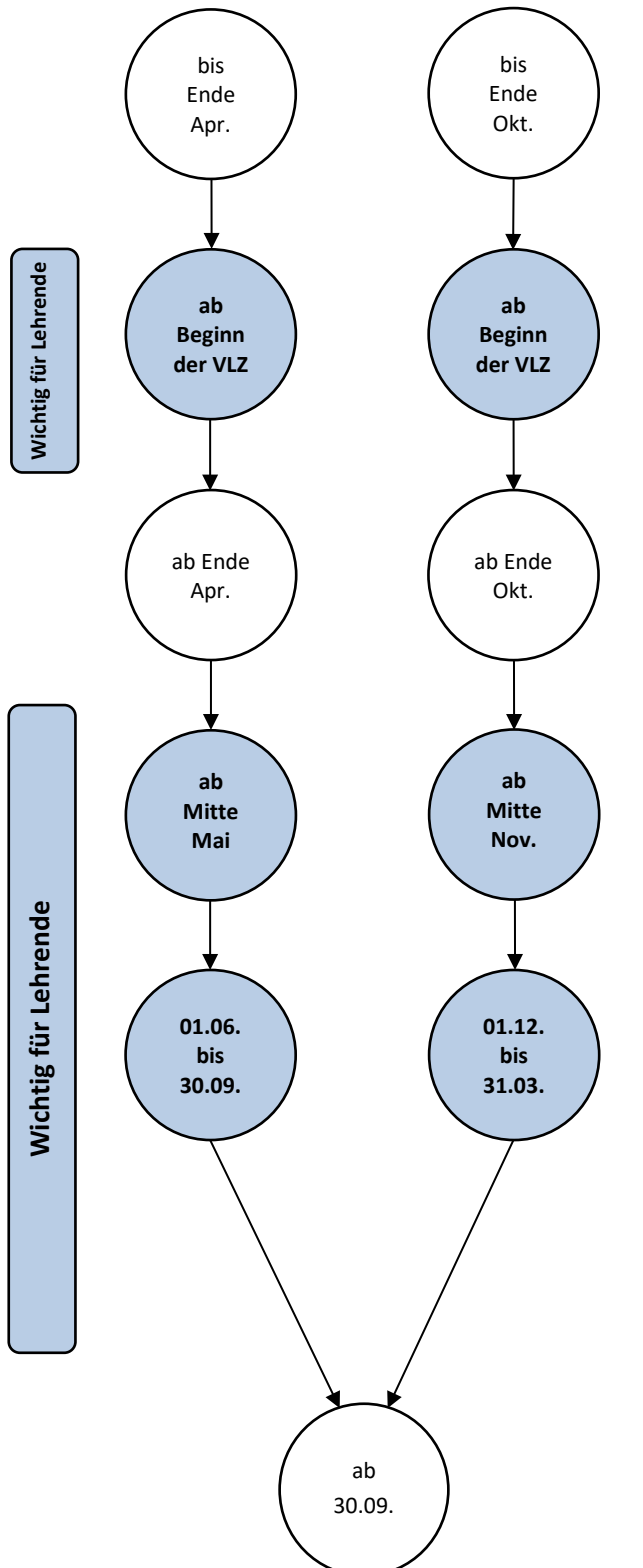 bis
Ende
Apr.
bis
Ende
Okt.
Wichtig für Lehrende
ab
Beginn
der VLZ
ab
Beginn
der VLZ
ab Ende
Apr.
ab Ende
Okt.
Wichtig für Lehrende
ab
Mitte
Mai
ab
Mitte
Nov.
01.06.
bis
30.09.
01.12.
bis
31.03.
ab
30.09.